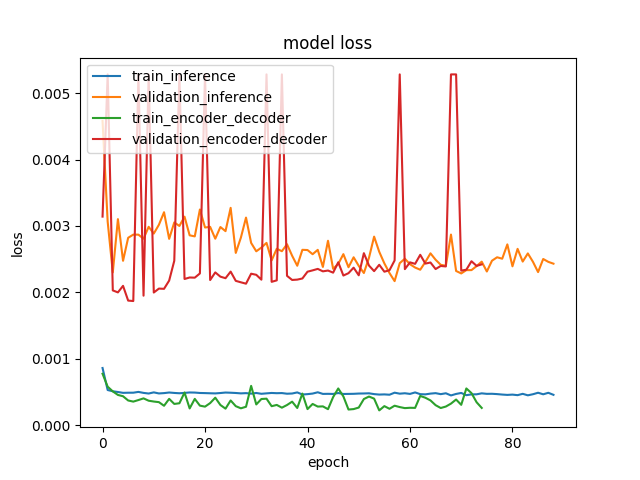 model loss
train_inference
validation_inference
train_encoder_decoder
validation_encoder_decoder
loss
0.005
0.004
0.003
0.002
0.001
0.000
0 20 40 60 80
epoch